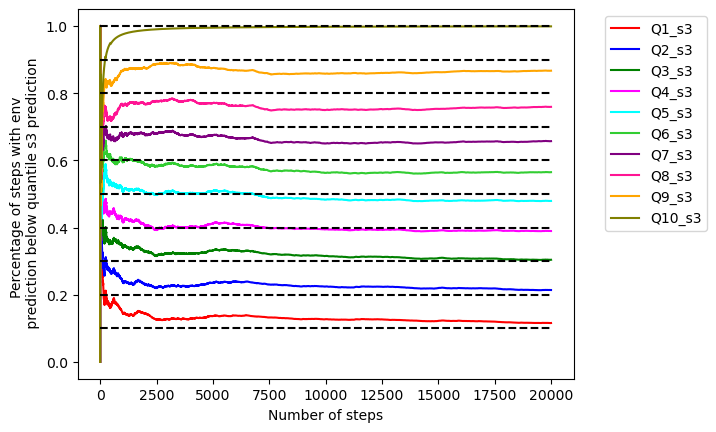 1.0
0.8
0.6
0.4
0.2
0.0
Percentage of steps with env
prediction below quantile s3 prediction
0
2500
5000
7500
10000
12500
15000
17500
20000
Number of steps
Q1_s3
Q2_s3
Q3_s3
Q4_s3
Q5_s3
Q6_s3
Q7_s3
Q8_s3
Q9_s3
Q10_s3